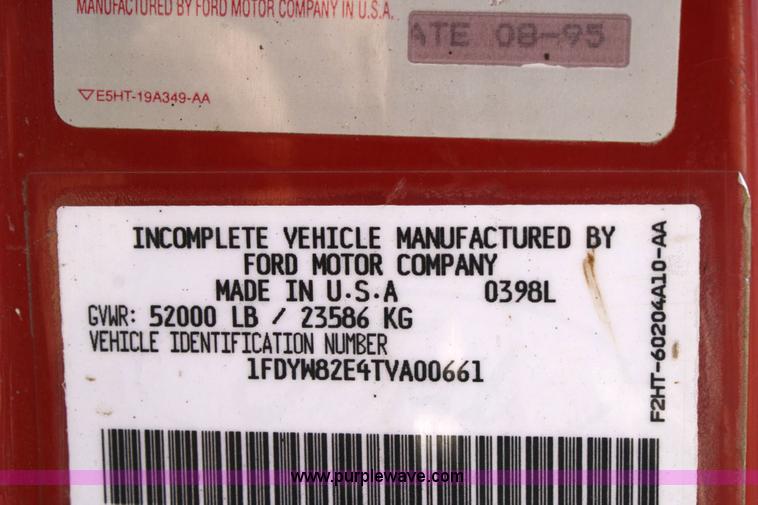 MANUFACTURED BY FORD MOTOR COMPANY IN U.S.A.
ATE 08-95
▽E5HT-19A349-AA
INCOMPLETE VEHICLE MANUFACTURED BY
FORD MOTOR COMPANY
MADE IN U.S.A 0398L
GVWR: 52000 LB / 23586 KG
VEHICLE IDENTIFICATION NUMBER
1FDYW82E4TVA00661
F2HT-60204A10-AA
www.purplewave.com